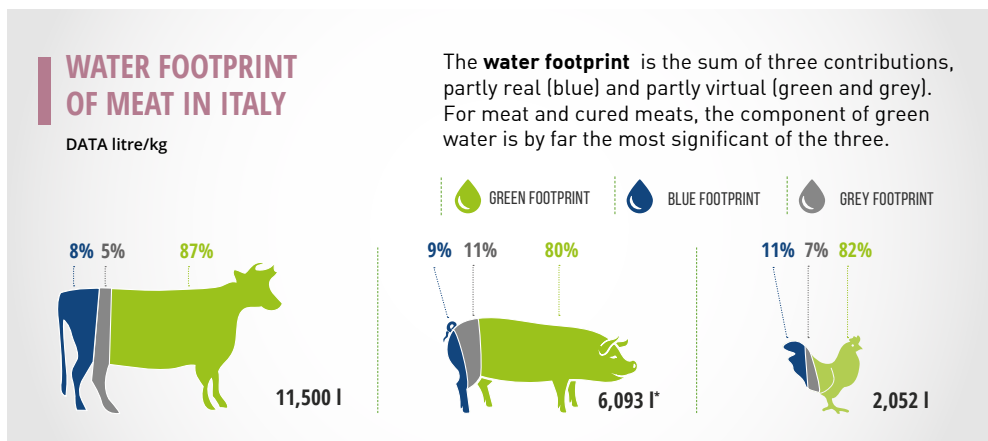 WATER FOOTPRINT
OF MEAT IN ITALY
DATA litre/kg
The water footprint is the sum of three contributions,
partly real (blue) and partly virtual (green and grey).
For meat and cured meats, the component of green
water is by far the most significant of the three.
GREEN FOOTPRINT
BLUE FOOTPRINT
GREY FOOTPRINT
8% 5% 87%
11,500 l
9% 11% 80%
6,093 l*
11% 7% 82%
2,052 l